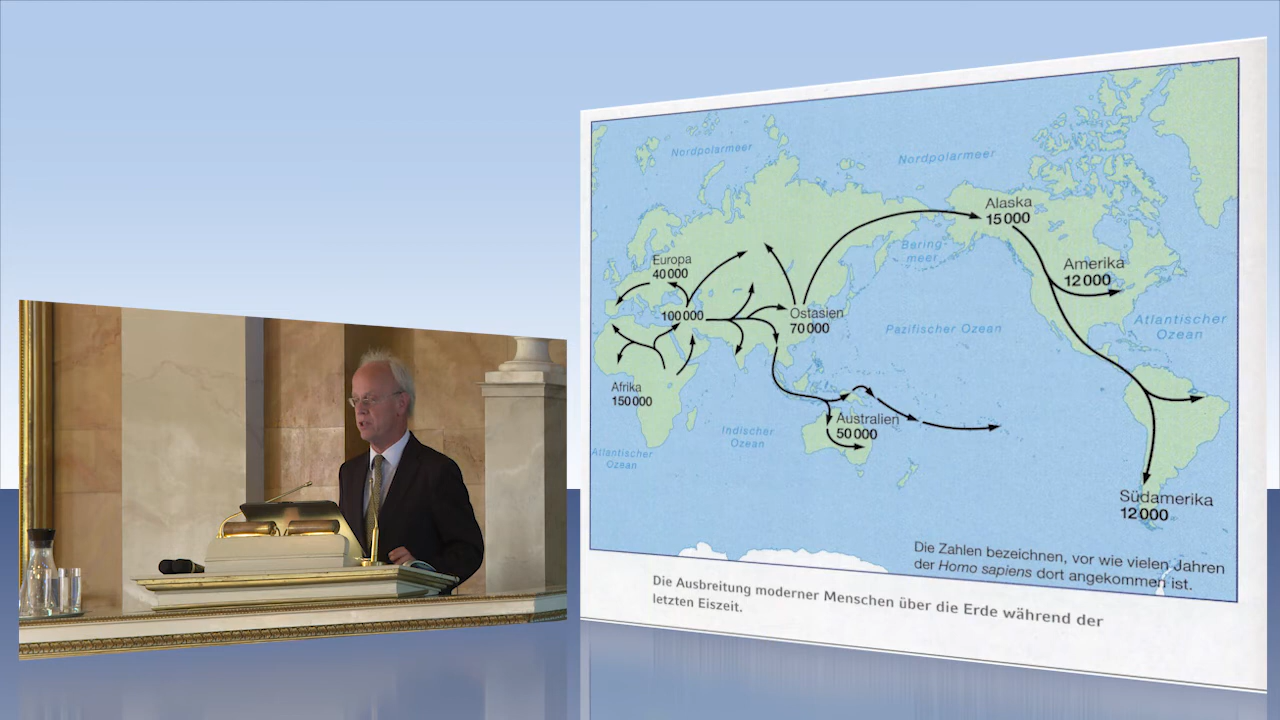 Nordpolarmeer
Nordpolarmeer
Alaska
15 000
Bering-
meer
Europa
40 000
Amerika
12 000
100 000
Ostasien
70 000
Pazifischer Ozean
Atlantischer
Ozean
Afrika
150 000
Australien
50 000
Indischer
Ozean
Atlantischer
Ozean
Südamerika
12 000
Die Zahlen bezeichnen, vor wie vielen Jahren
der Homo sapiens dort angekommen ist.
Die Ausbreitung moderner Menschen über die Erde während der
letzten Eiszeit.